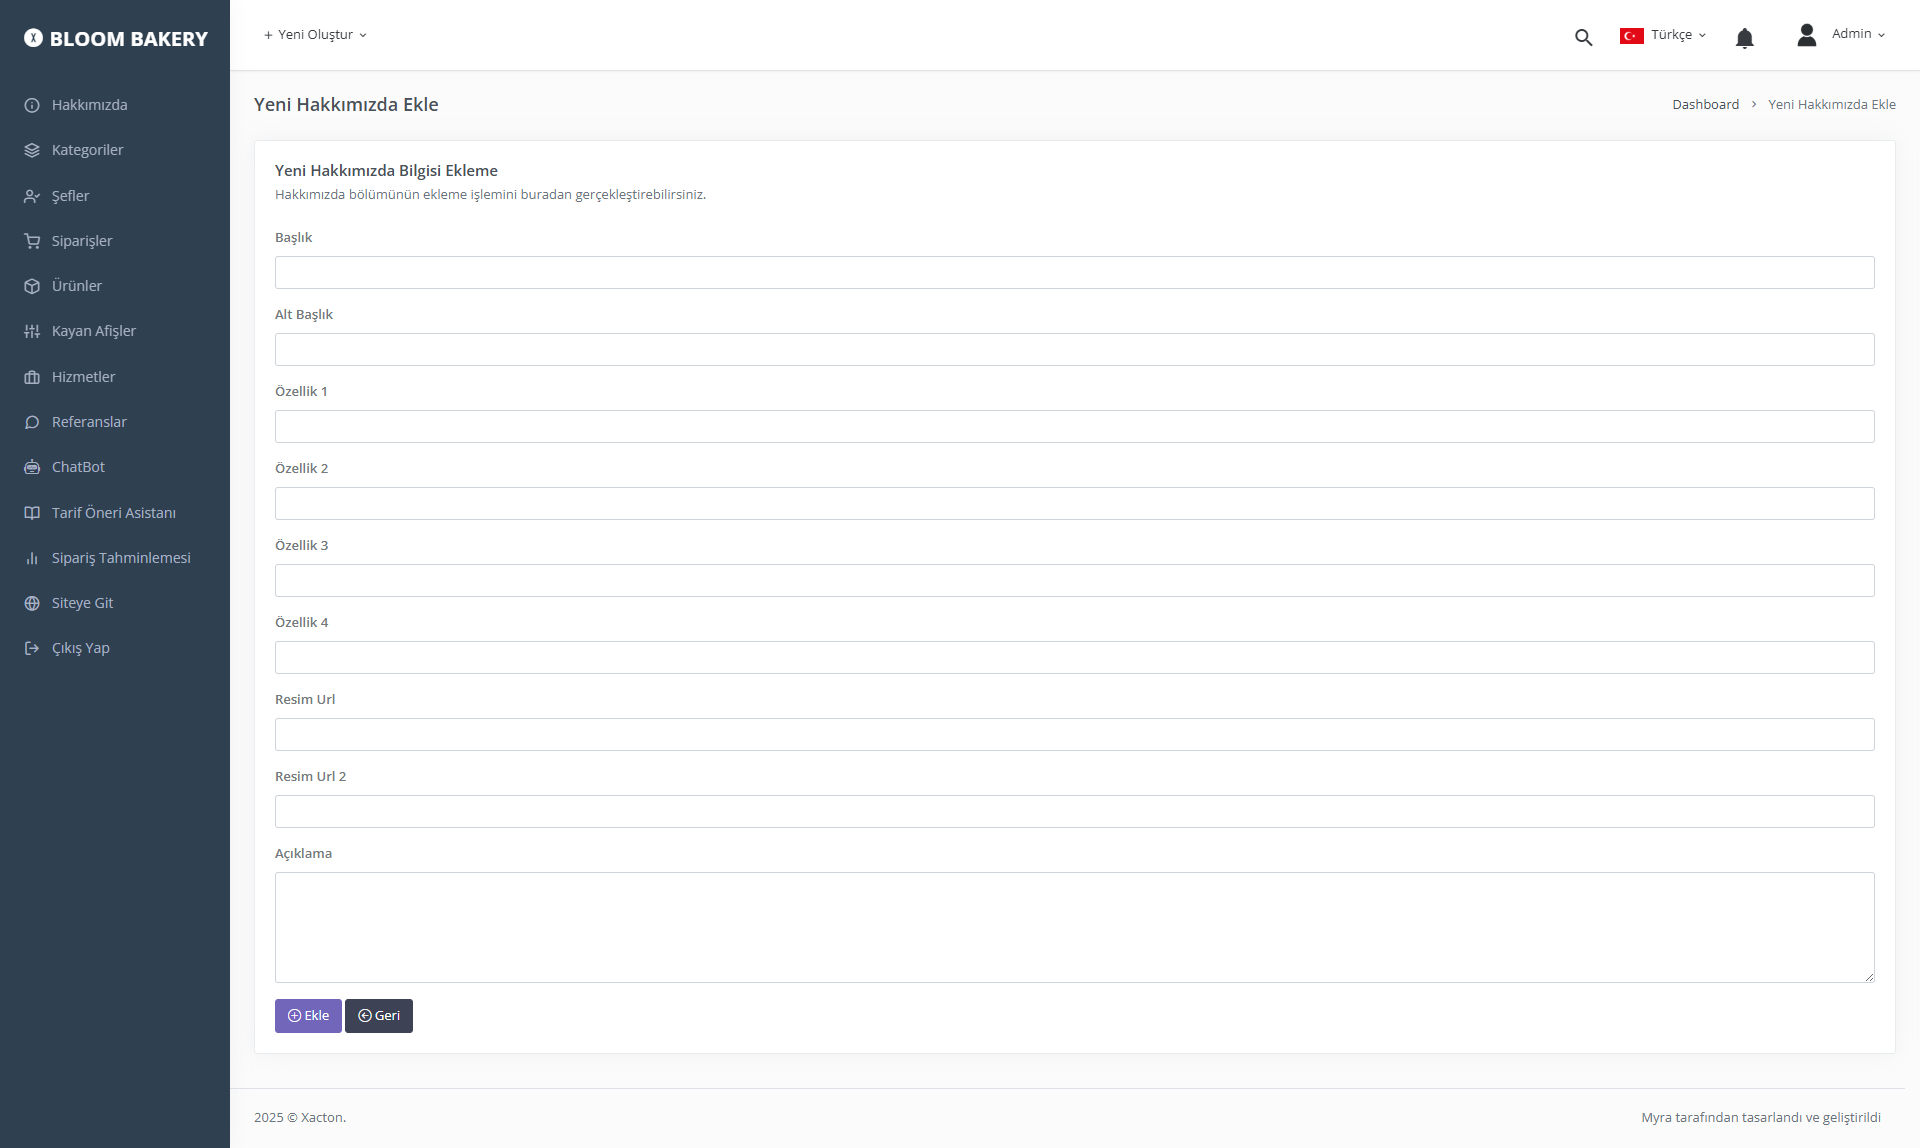 BLOOM BAKERY
Hakkımızda
Kategoriler
Şefler
Siparişler
Ürünler
Kayan Afişler
Hizmetler
Referanslar
ChatBot
Tarif Öneri Asistanı
Sipariş Tahminlemesi
Siteye Git
Çıkış Yap
+ Yeni Oluştur
Türkçe
Admin
Yeni Hakkımızda Ekle
Dashboard > Yeni Hakkımızda Ekle
Yeni Hakkımızda Bilgisi Ekleme
Hakkımızda bölümünün ekleme işlemini buradan gerçekleştirebilirsiniz.
Başlık
Alt Başlık
Özellik 1
Özellik 2
Özellik 3
Özellik 4
Resim Url
Resim Url 2
Açıklama
Ekle
Geri
2025 © Xacton.
Myra tarafından tasarlandı ve geliştirildi